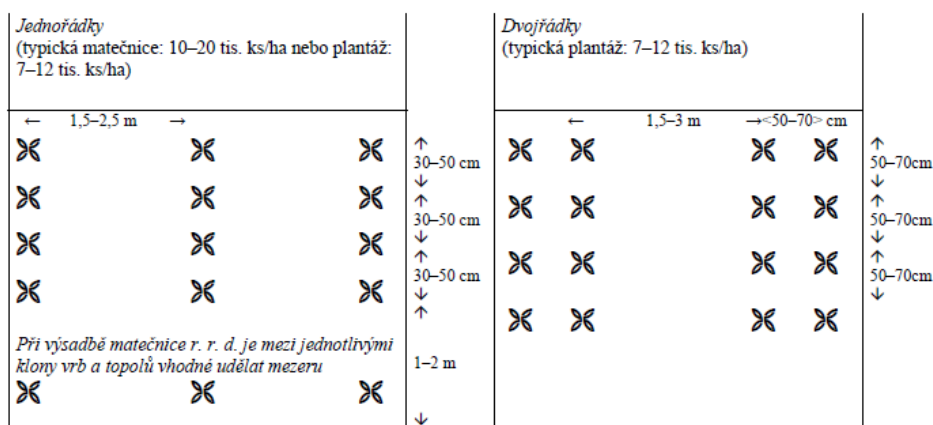 Jednořádky
(typická matečnice: 10–20 tis. ks/ha nebo plantáž:
7–12 tis. ks/ha)
← 1,5–2,5 m →
↑
30–50 cm
↓
↑
30–50 cm
↓
↑
30–50 cm
↓
↑
Při výsadbě matečnice r. r. d. je mezi jednotlivými
klony vrb a topolů vhodné udělat mezeru
1–2 m
↓
Dvojřádky
(typická plantáž: 7–12 tis. ks/ha)
← 1,5–3 m →<50–70> cm
↑
50–70cm
↓
↑
50–70cm
↓
↑
50–70cm
↓